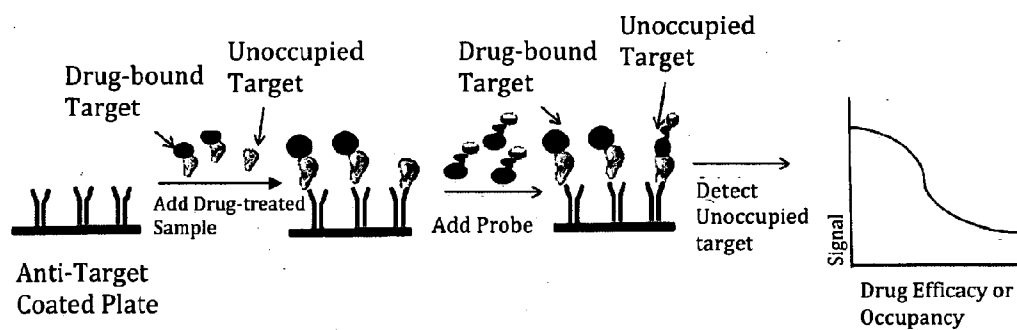 Drug-bound
Target
Unoccupied
Target
Drug-bound
Target
Unoccupied
Target
Add Drug-treated
Sample
Add Probe
Detect
Unoccupied
target
Signal
Anti-Target
Coated Plate
Drug Efficacy or
Occupancy